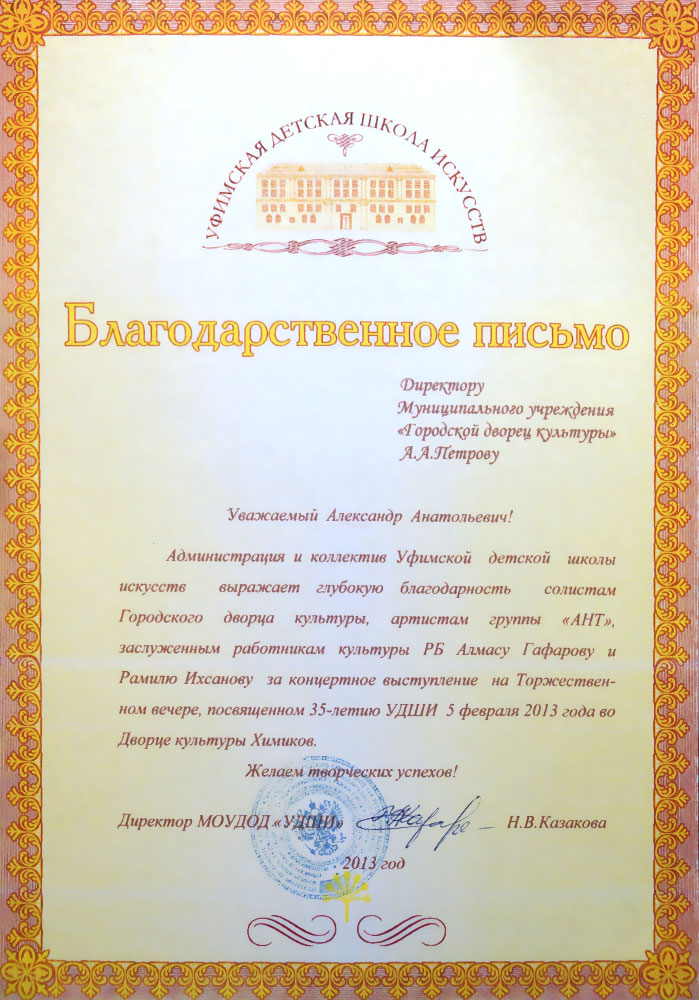 УФИМСКАЯ ДЕТСКАЯ ШКОЛА ИСКУССТВ
Благодарственное письмо
Директору
Муниципального учреждения
«Городской дворец культуры»
А.А.Петрову
Уважаемый Александр Анатольевич!
Администрация и коллектив Уфимской детской школы
искусств выражает глубокую благодарность солистам
Городского дворца культуры, артистам группы «АНТ»,
заслуженным работникам культуры РБ Алмасу Гафарову и
Рамилю Ихсанову за концертное выступление на Торжествен-
ном вечере, посвященном 35-летию УДШИ 5 февраля 2013 года во
Дворце культуры Химиков.
Желаем творческих успехов!
Директор МОУДОД «УДШИ» Н.В.Казакова
2013 год